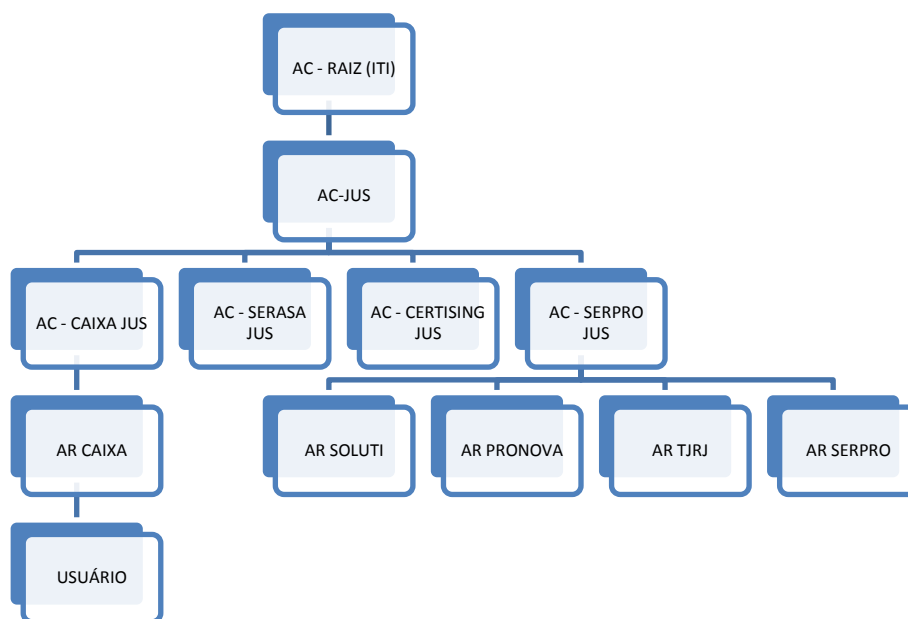 AC - RAIZ (ITI)
AC-JUS
AC - CAIXA JUS
AC - SERASA
JUS
AC - CERTISING
JUS
AC - SERPRO
JUS
AR CAIXA
AR SOLUTI
AR PRONOVA
AR TJRJ
AR SERPRO
USUÁRIO